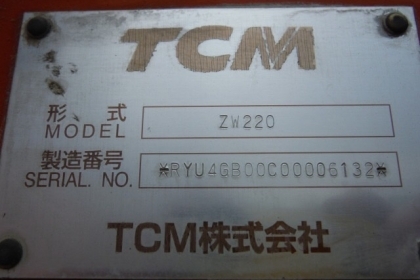 TCM
形 式 ZW220
MODEL
製造番号 *RYU4GB00C00006132*
SERIAL. NO.
TCM株式会社